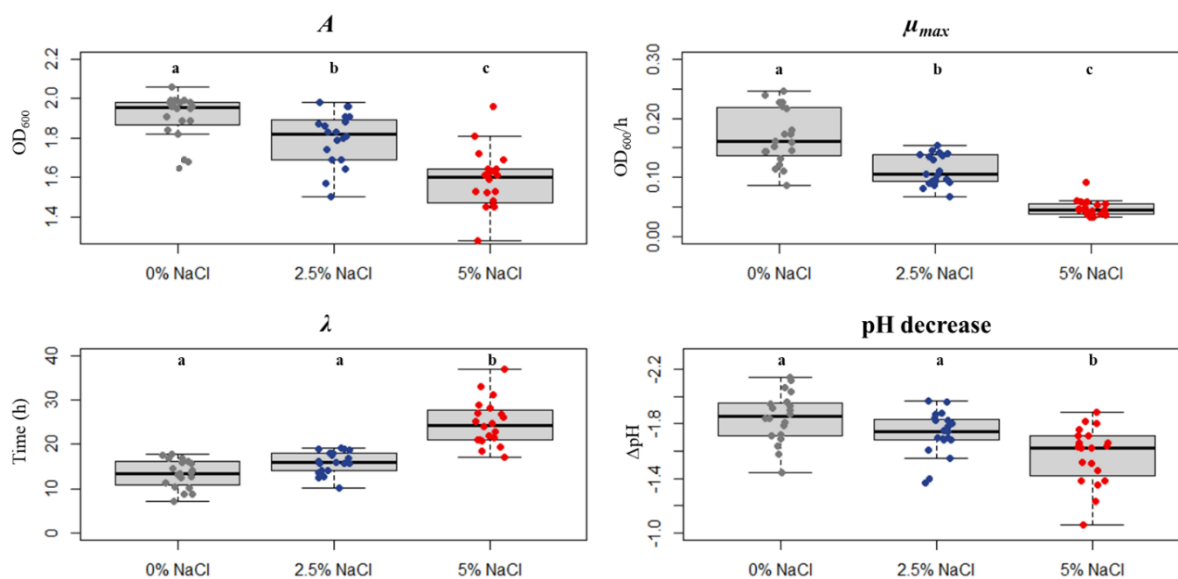 A
OD600
2.2
2.0
1.8
1.6
1.4
a
b
c
0% NaCl
2.5% NaCl
5% NaCl
μmax
OD600/h
0.30
0.20
0.10
0.00
a
b
c
0% NaCl
2.5% NaCl
5% NaCl
λ
Time (h)
40
30
20
10
0
a
a
b
0% NaCl
2.5% NaCl
5% NaCl
pH decrease
ΔpH
-2.2
-1.8
-1.4
-1.0
a
a
b
0% NaCl
2.5% NaCl
5% NaCl